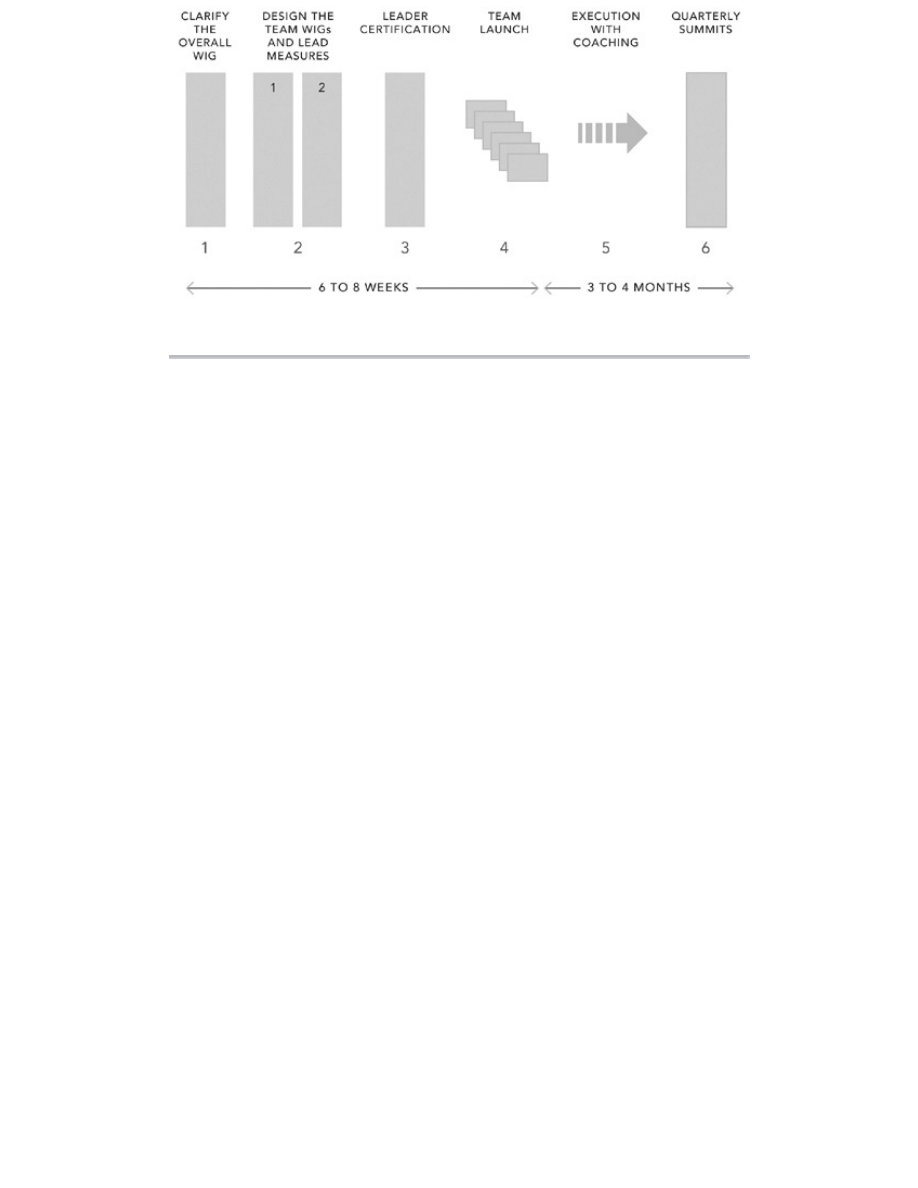 CLARIFY
THE
OVERALL
WIG
DESIGN THE
TEAM WIGs
AND LEAD
MEASURES
LEADER
CERTIFICATION
TEAM
LAUNCH
EXECUTION
WITH
COACHING
QUARTERLY
SUMMITS
1 2
1 2 3 4 5 6
6 TO 8 WEEKS 3 TO 4 MONTHS